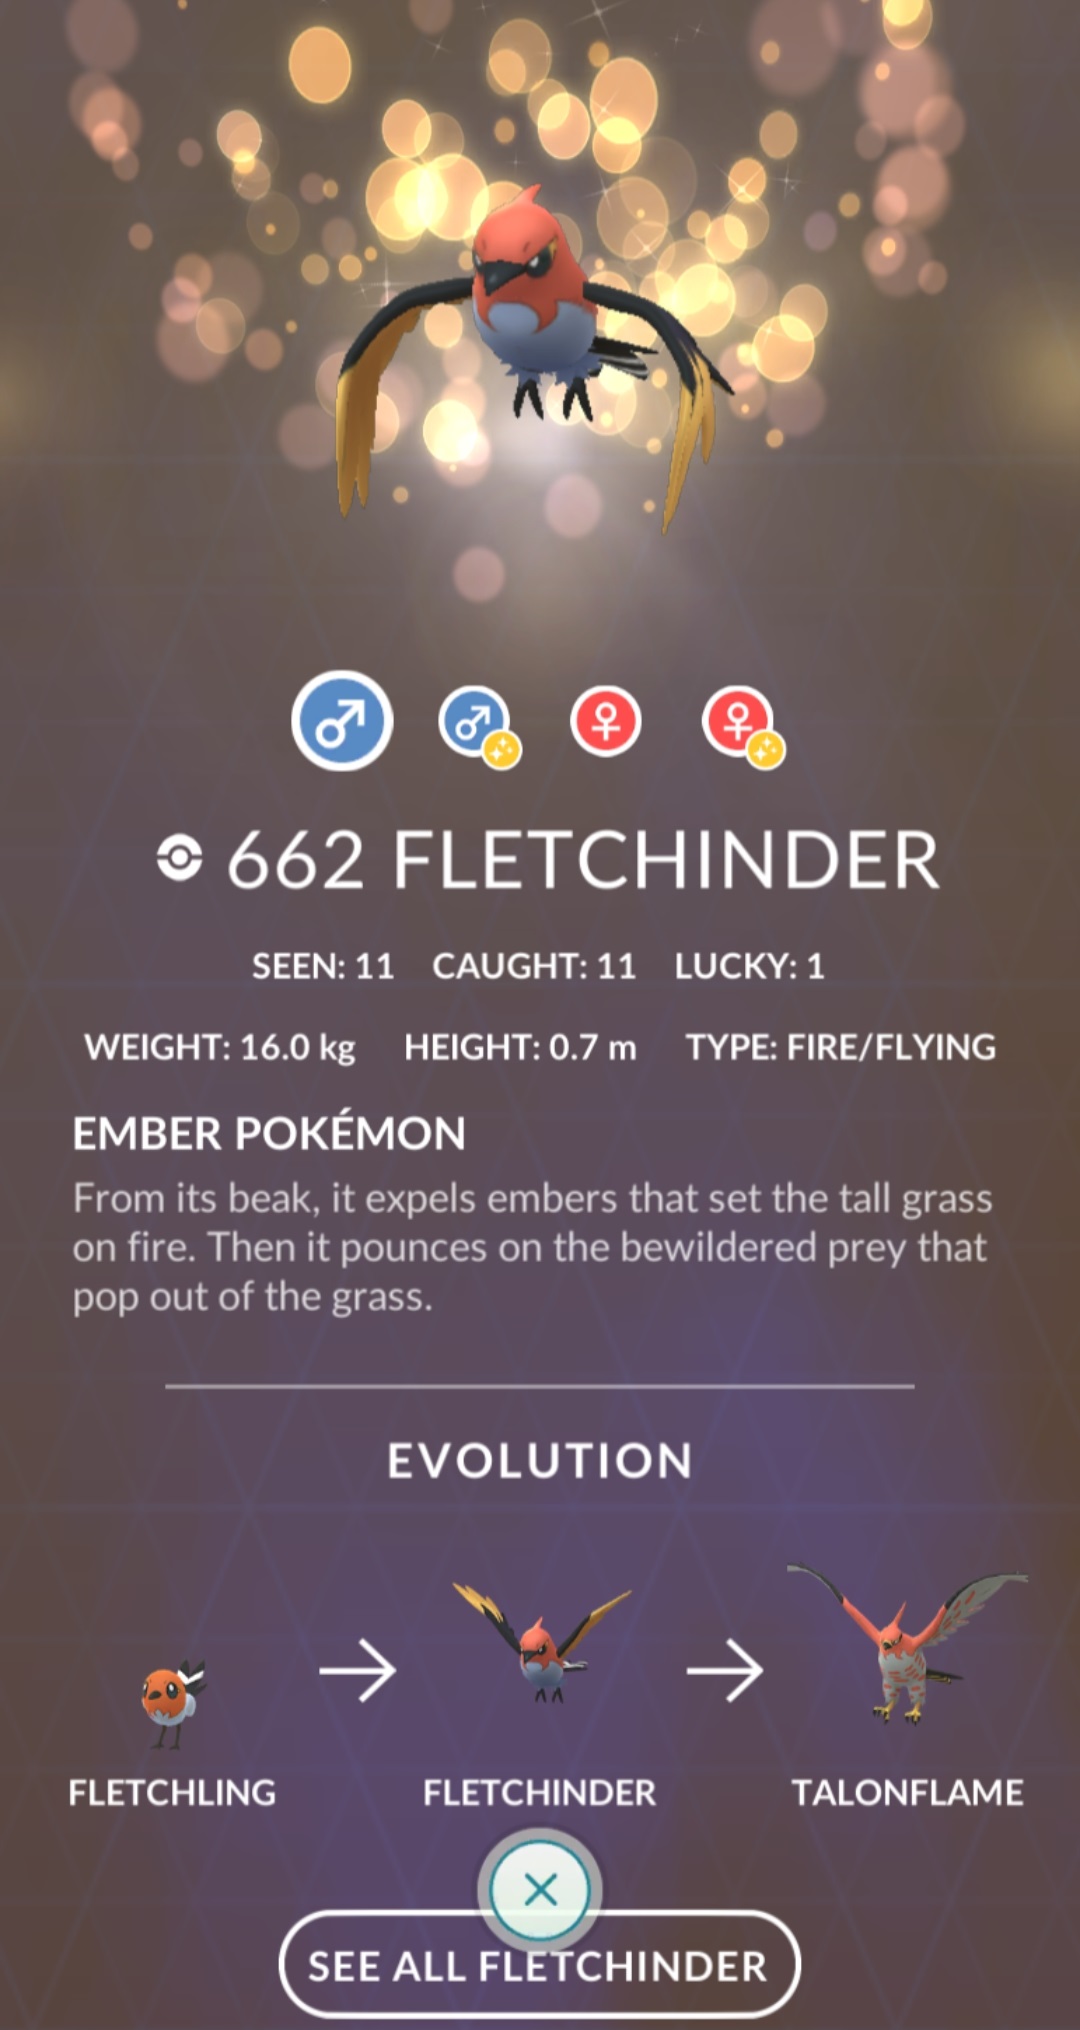 662 FLETCHINDER
SEEN: 11 CAUGHT: 11 LUCKY: 1
WEIGHT: 16.0 kg HEIGHT: 0.7 m TYPE: FIRE/FLYING
EMBER POKÉMON
From its beak, it expels embers that set the tall grass
on fire. Then it pounces on the bewildered prey that
pop out of the grass.
EVOLUTION
FLETCHLING FLETCHINDER TALONFLAME
SEE ALL FLETCHINDER